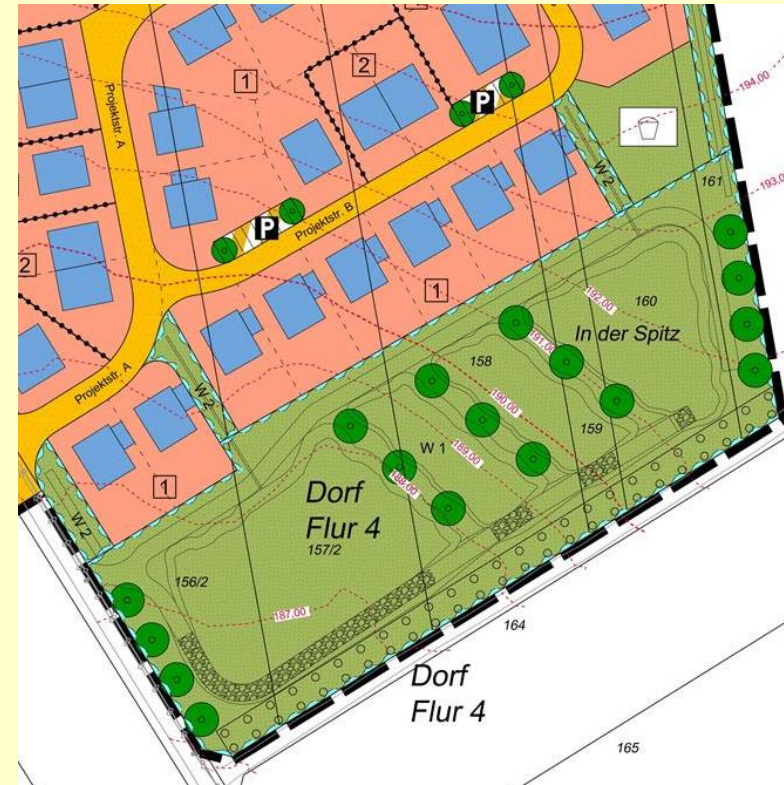 2
1
P
194,00
193,0
Projektstr. A
W 2
161
P
Projektstr. B
2
1
192,00
160
In der Spitz
191,00
158
190,00
Projektstr. A
W 2
159
W 1
189,00
188,00
1
Dorf
Flur 4
157/2
W 2
156/2
187,00
164
Dorf
Flur 4
165